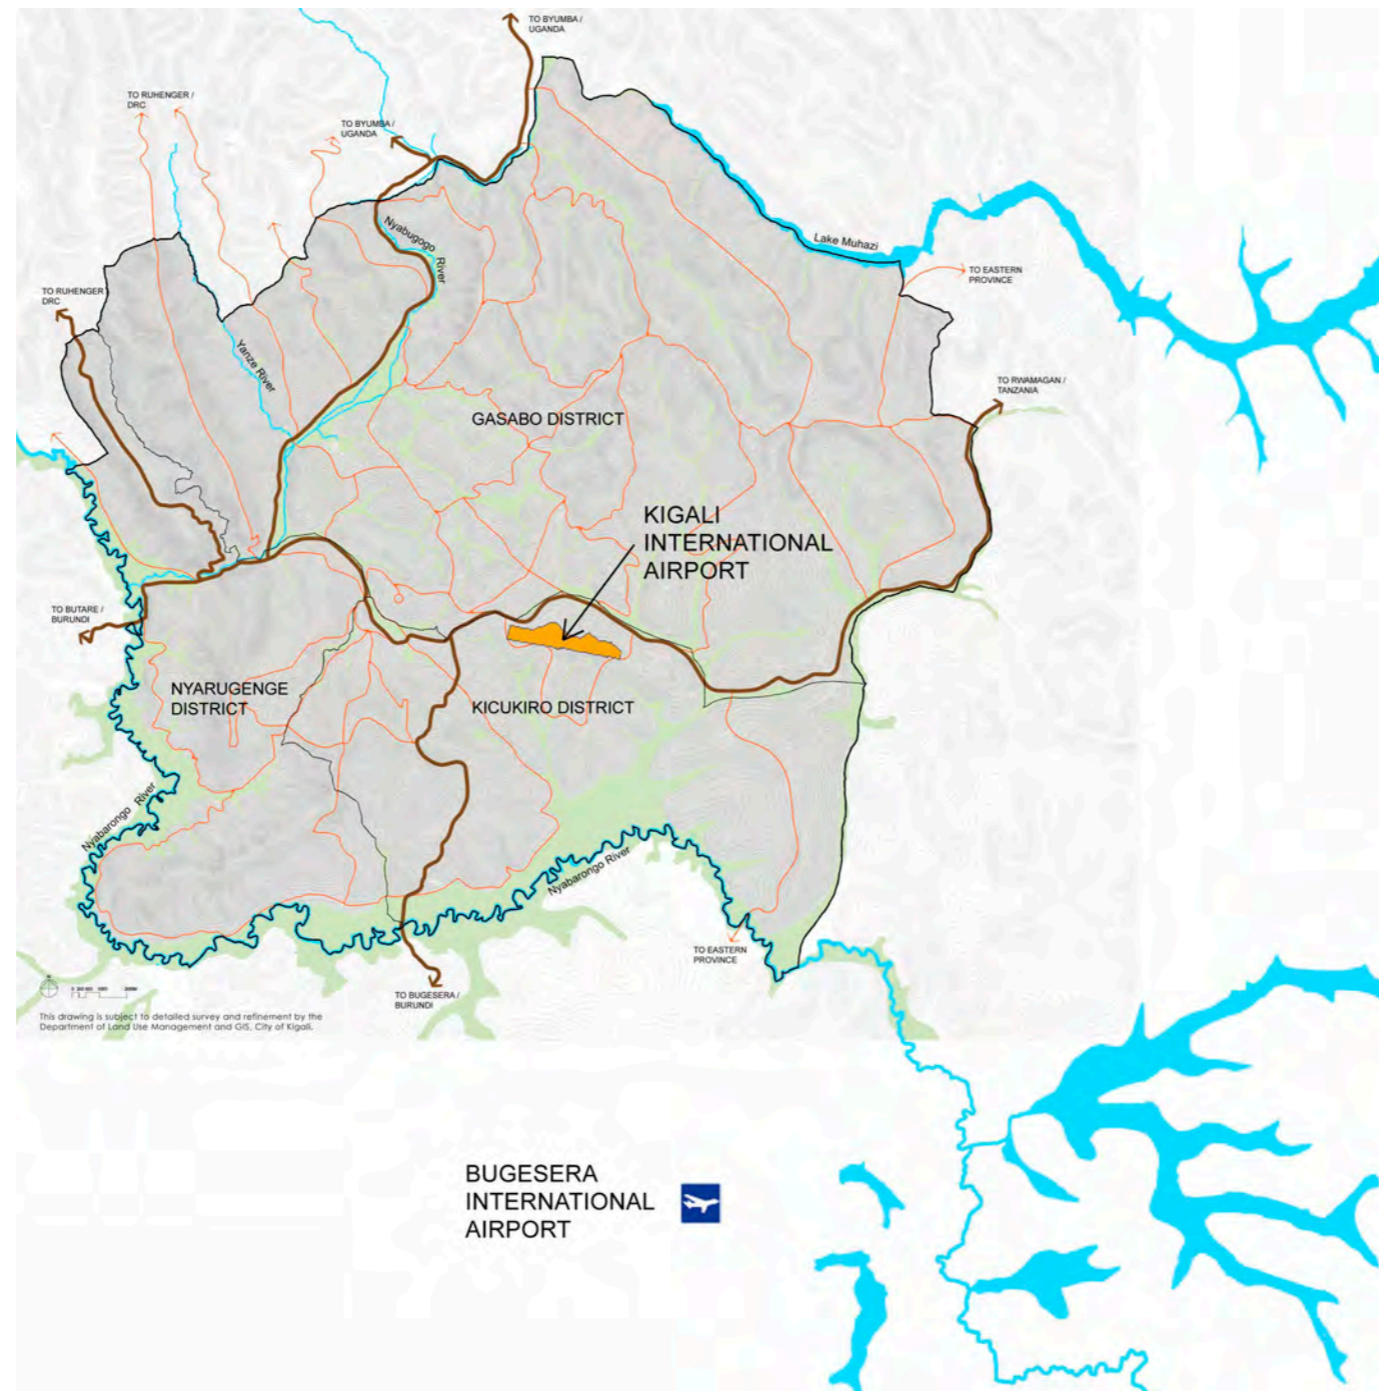 TO BYUMBA /
UGANDA
TO RUHENGER /
DRC
TO BYUMBA /
UGANDA
Nyabugogo
River
Lake Muhazi
TO EASTERN
PROVINCE
TO RUHENGER
DRC
Yanze River
TO RWAMAGAN /
TANZANIA
GASABO DISTRICT
KIGALI
INTERNATIONAL
AIRPORT
TO BUTARE /
BURUNDI
NYARUGENGE
DISTRICT
KICUKIRO DISTRICT
Nyabarongo River
Nyabarongo River
TO EASTERN
PROVINCE
TO BUGESERA /
BURUNDI
This drawing is subject to detailed survey and refinement by the
Department of Land Use Management and GIS, City of Kigali.
BUGESERA
INTERNATIONAL
AIRPORT